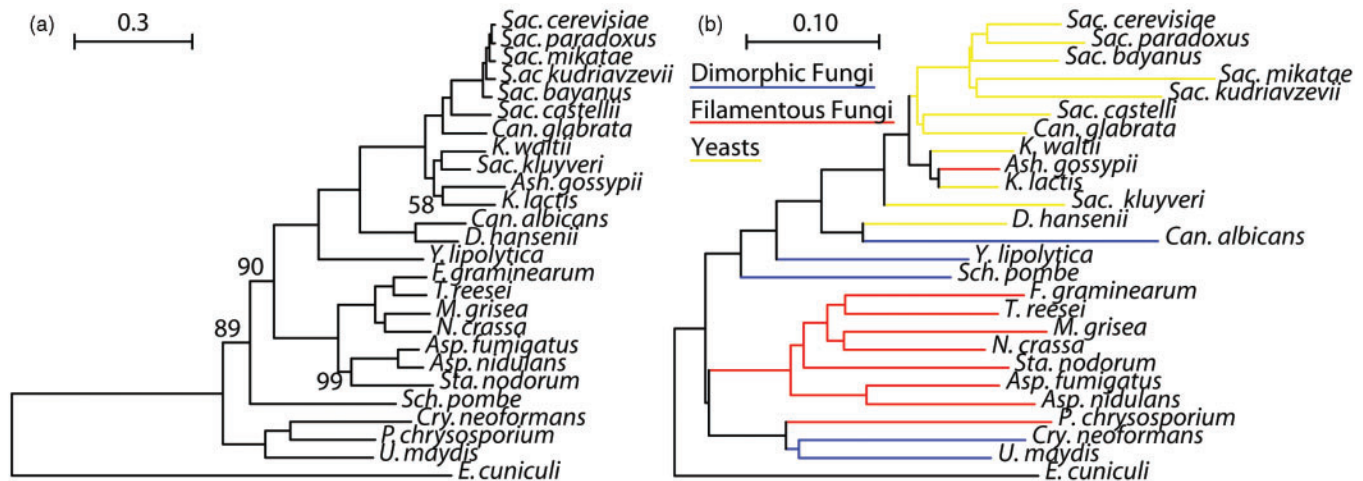 (a)
0.3
Sac. cerevisiae
Sac. paradoxus
Sac. mikatae
S.ac kudriavzevii
Sac. bayanus
Sac. castellii
Can. glabrata
K. waltii
Sac. kluyveri
Ash. gossypii
K. lactis
58
Can. albicans
D. hansenii
Y. lipolytica
90
F. graminearum
T. reesei
M. grisea
N. crassa
89
Asp. fumigatus
Asp. nidulans
99
Sta. nodorum
Sch. pombe
Cry. neoformans
P. chrysosporium
U. maydis
E. cuniculi
(b)
0.10
Dimorphic Fungi
Filamentous Fungi
Yeasts
Sac. cerevisiae
Sac. paradoxus
Sac. bayanus
Sac. mikatae
Sac. kudriavzevii
Sac. castelli
Can. glabrata
K. waltii
Ash. gossypii
K. lactis
Sac. kluyveri
D. hansenii
Can. albicans
Y. lipolytica
Sch. pombe
F. graminearum
T. reesei
M. grisea
N. crassa
Sta. nodorum
Asp. fumigatus
Asp. nidulans
P. chrysosporium
Cry. neoformans
U. maydis
E. cuniculi